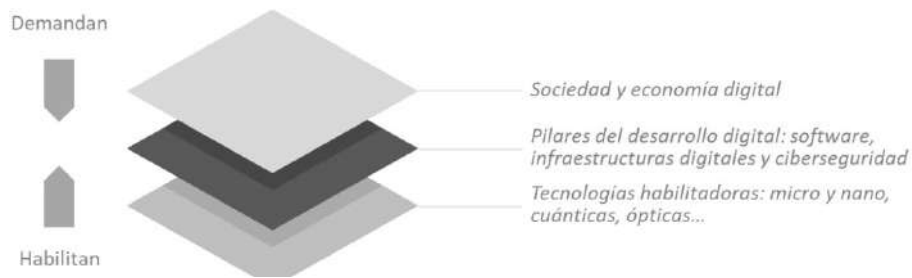 Demandan
Sociedad y economía digital
Pilares del desarrollo digital: software,
infraestructuras digitales y ciberseguridad
Tecnologías habilitadoras: micro y nano,
cuánticas, ópticas...
Habilitan